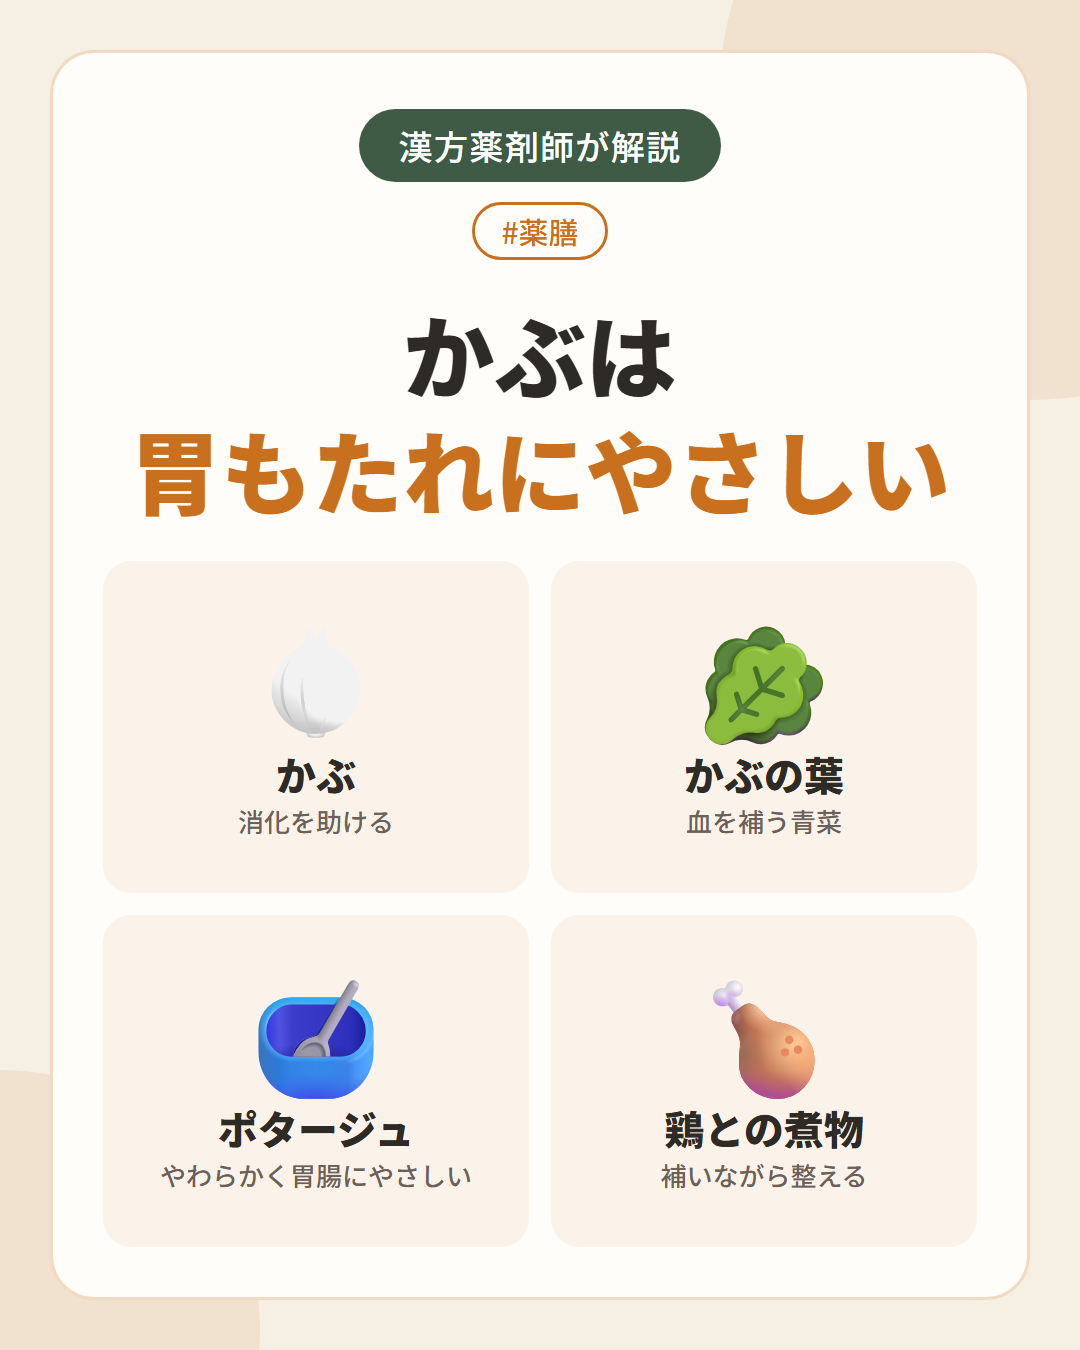 漢方薬剤師が解説
#薬膳
かぶは
胃もたれにやさしい
かぶ
消化を助ける
かぶの葉
血を補う青菜
ポタージュ
やわらかく胃腸にやさしい
鶏との煮物
補いながら整える